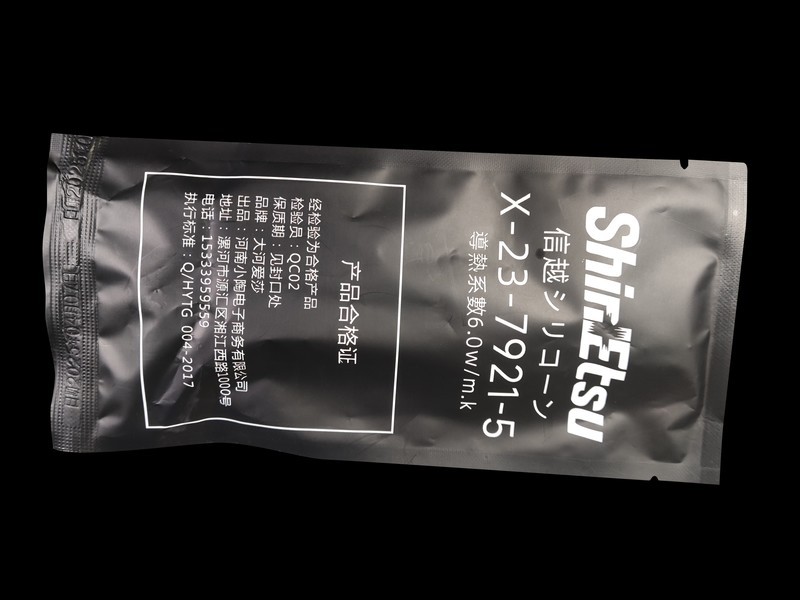 ShinEtsu
信越シリコーン
X-23-7921-5
導熱系數6.0w/m.k
产品合格证
经检验为合格产品
检验员：QC02
保质期：见封口处
品牌：大河爱莎
出品：河南小陶电子商务有限公司
地址：漯河市源汇区湘江西路1000号
电话：15333959559
执行标准：Q/HYTG 004-2017